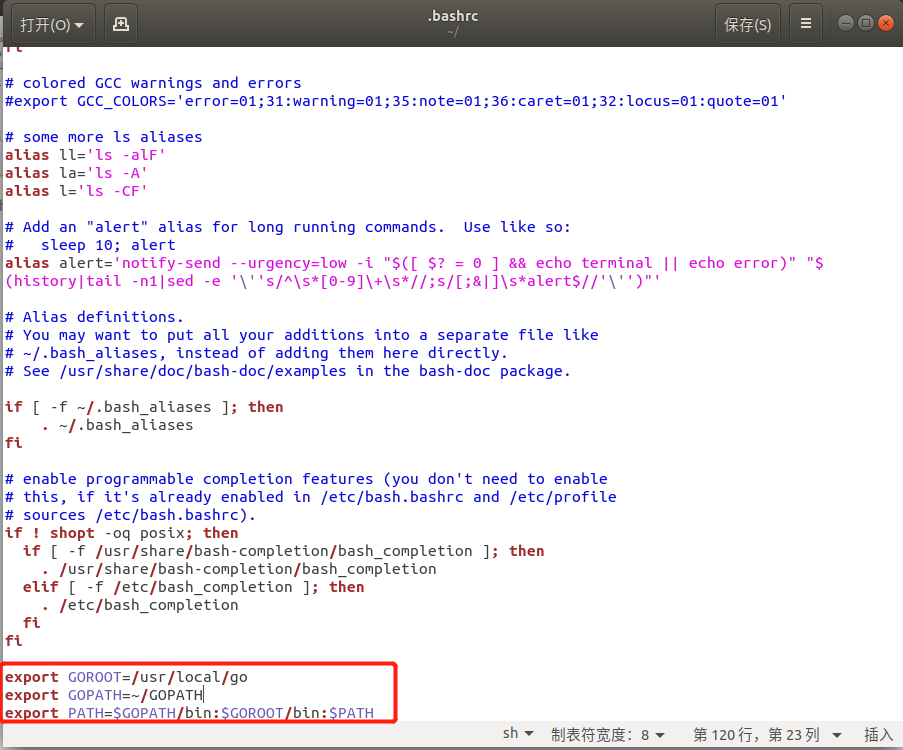 打开(O)
.bashrc
~/
保存(S)
fi
# colored GCC warnings and errors
#export GCC_COLORS='error=01;31:warning=01;35:note=01;36:caret=01;32:locus=01:quote=01'
# some more ls aliases
alias ll='ls -alF'
alias la='ls -A'
alias l='ls -CF'
# Add an "alert" alias for long running commands.  Use like so:
#   sleep 10; alert
alias alert='notify-send --urgency=low -i "$([ $? = 0 ] && echo terminal || echo error)" "$
(history|tail -n1|sed -e '\''s/^\s*[0-9]\+\s*//;s/[;&|]\s*alert$//'\'')"'
# Alias definitions.
# You may want to put all your additions into a separate file like
# ~/.bash_aliases, instead of adding them here directly.
# See /usr/share/doc/bash-doc/examples in the bash-doc package.
if [ -f ~/.bash_aliases ]; then
    . ~/.bash_aliases
fi
# enable programmable completion features (you don't need to enable
# this, if it's already enabled in /etc/bash.bashrc and /etc/profile
# sources /etc/bash.bashrc).
if ! shopt -oq posix; then
  if [ -f /usr/share/bash-completion/bash_completion ]; then
    . /usr/share/bash-completion/bash_completion
  elif [ -f /etc/bash_completion ]; then
    . /etc/bash_completion
  fi
fi
export GOROOT=/usr/local/go
export GOPATH=~/GOPATH
export PATH=$GOPATH/bin:$GOROOT/bin:$PATH
sh 制表符宽度：8 第 120 行，第 23 列 插入